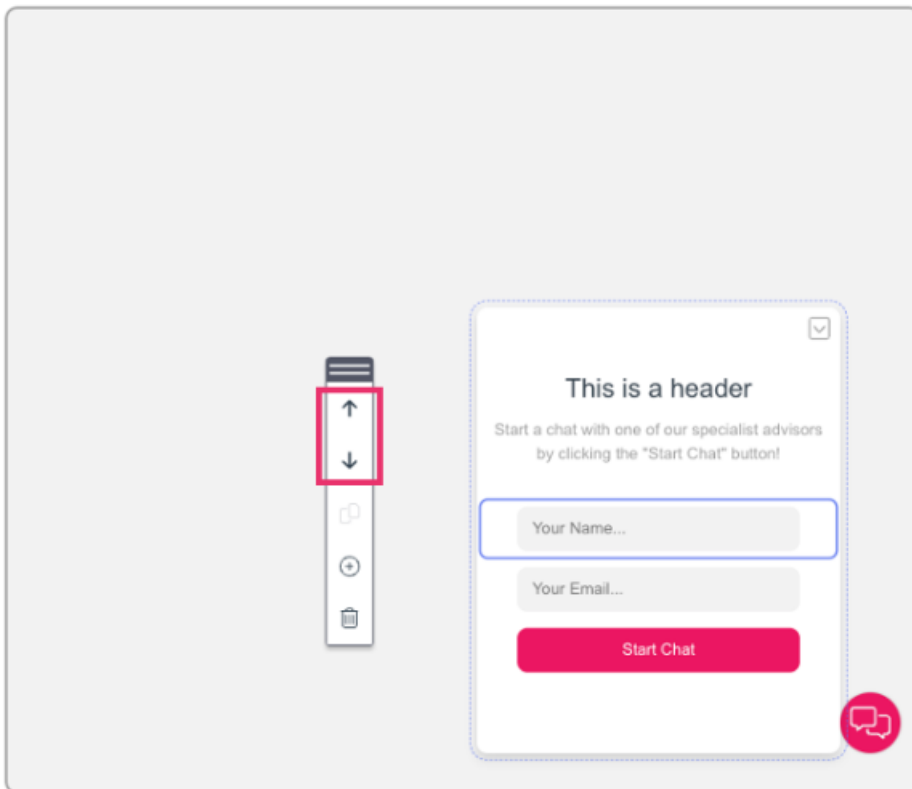 This is a header
Start a chat with one of our specialist advisors
by clicking the "Start Chat" button!
Your Name...
Your Email...
Start Chat